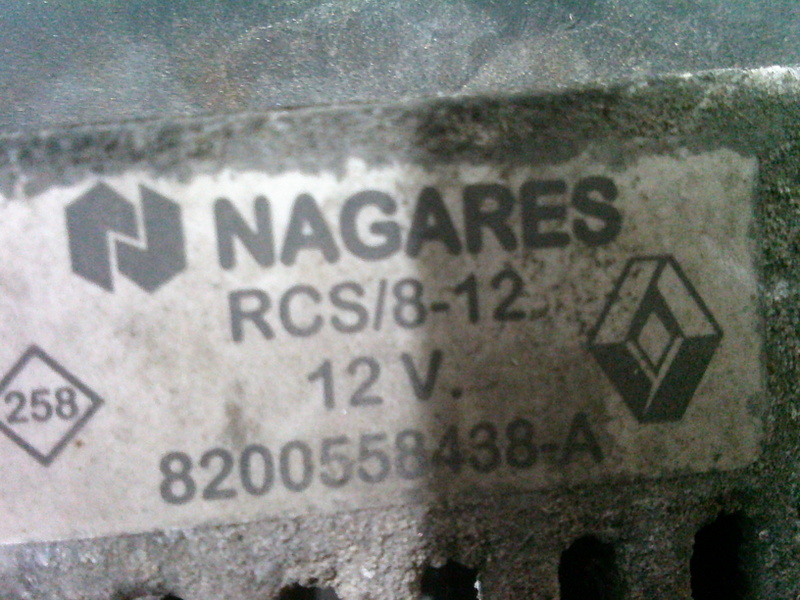 NAGARES
RCS/8-12
12 V.
258
8200558438-A